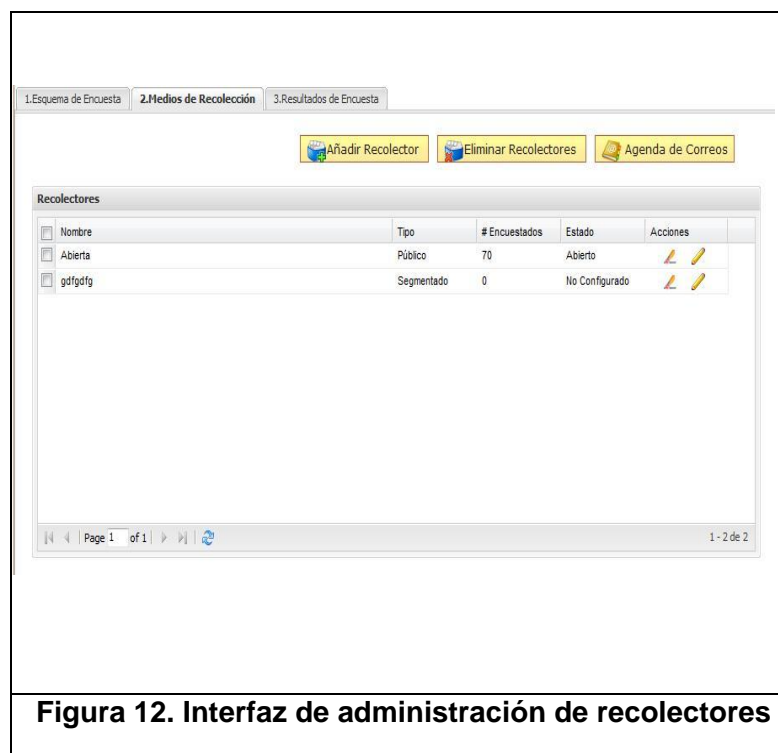 1.Esquema de Encuesta 2.Medios de Recolección 3.Resultados de Encuesta
Añadir Recolector Eliminar Recolectores Agenda de Correos
Recolectores
Nombre Tipo # Encuestados Estado Acciones
Abierta Público 70 Abierto
gdfgdfg Segmentado 0 No Configurado
Page 1 of 1 1 - 2 de 2
Figura 12. Interfaz de administración de recolectores